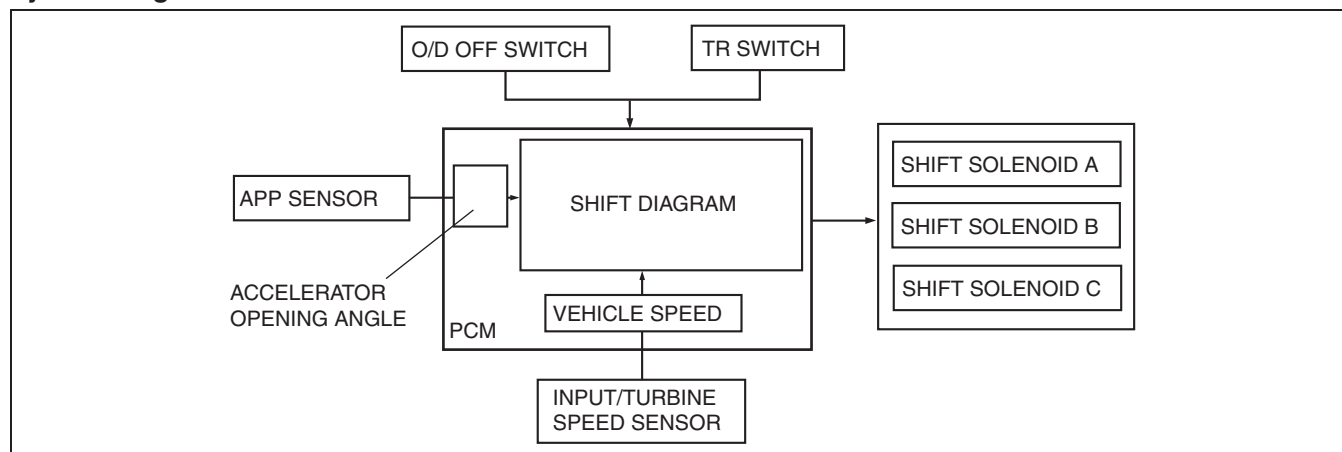 O/D OFF SWITCH
TR SWITCH
APP SENSOR
SHIFT DIAGRAM
SHIFT SOLENOID A
SHIFT SOLENOID B
SHIFT SOLENOID C
ACCELERATOR
OPENING ANGLE
VEHICLE SPEED
PCM
INPUT/TURBINE
SPEED SENSOR